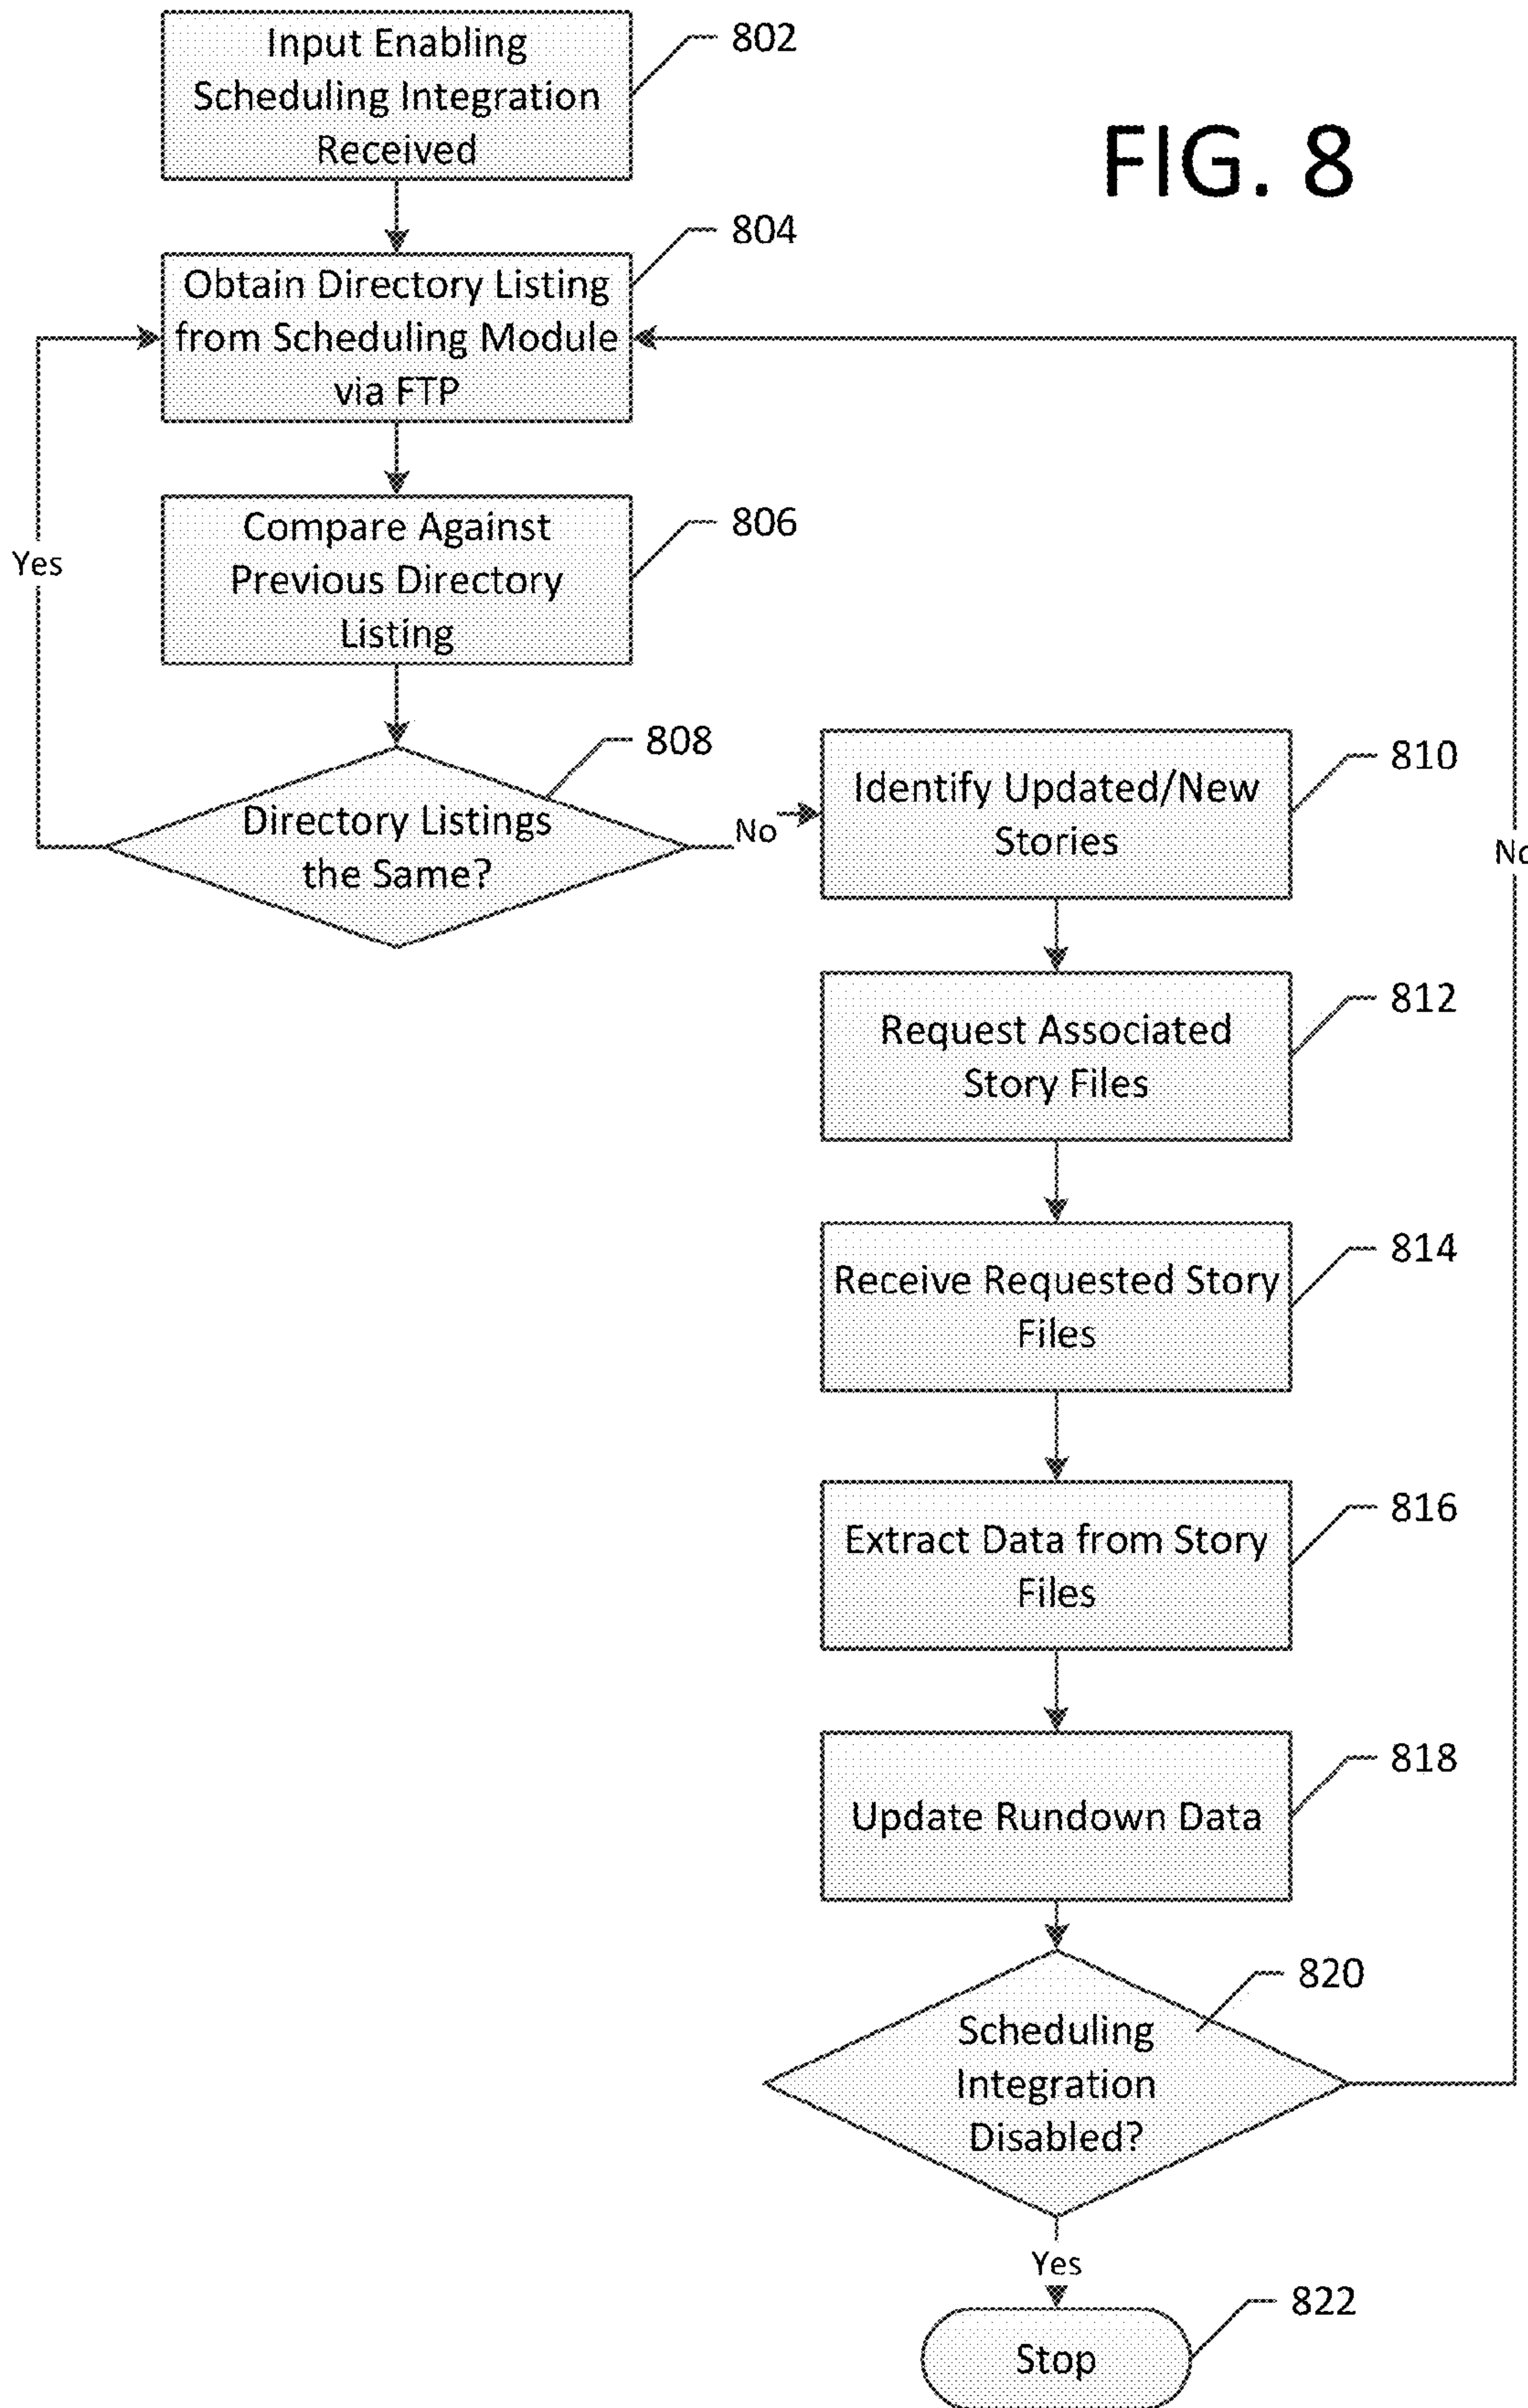 Input Enabling
Scheduling Integration
Received
802
FIG. 8
Obtain Directory Listing
from Scheduling Module
via FTP
804
Compare Against
Previous Directory
Listing
806
Yes
Directory Listings
the Same?
808
No
Identify Updated/New
Stories
810
No
Request Associated
Story Files
812
Receive Requested Story
Files
814
Extract Data from Story
Files
816
Update Rundown Data
818
Scheduling
Integration
Disabled?
820
Yes
Stop
822